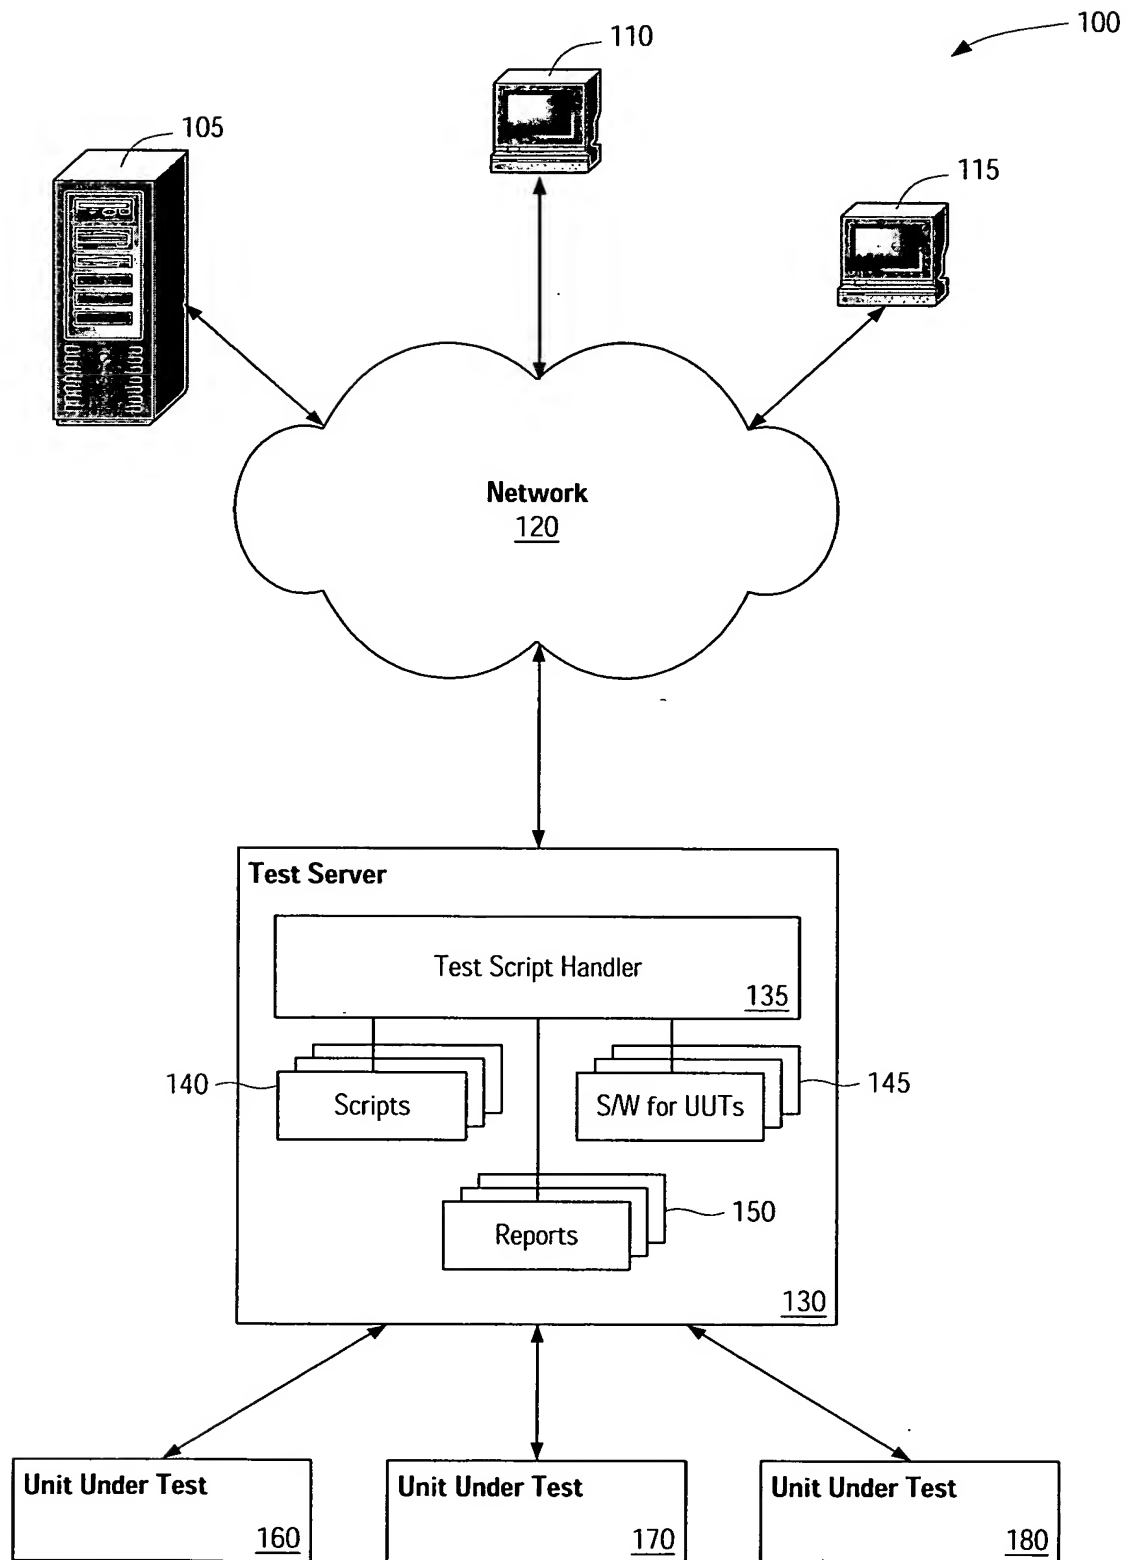 100
110
105
115
Network
120
Test Server
Test Script Handler
135
140
Scripts
S/W for UUTs
145
Reports
150
130
Unit Under Test
160
Unit Under Test
170
Unit Under Test
180